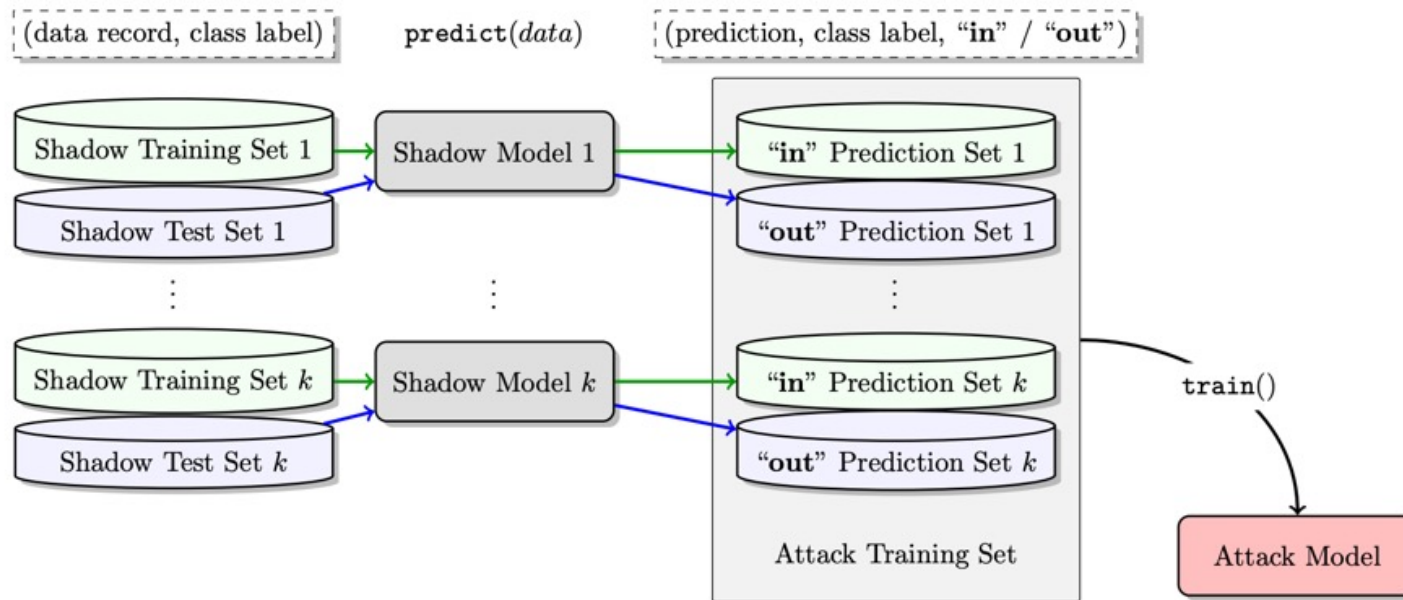 (data record, class label)
predict(data)
(prediction, class label, “in” / “out”)
Shadow Training Set 1
Shadow Model 1
“in” Prediction Set 1
Shadow Test Set 1
“out” Prediction Set 1
Shadow Training Set k
Shadow Model k
“in” Prediction Set k
train()
Shadow Test Set k
“out” Prediction Set k
Attack Training Set
Attack Model